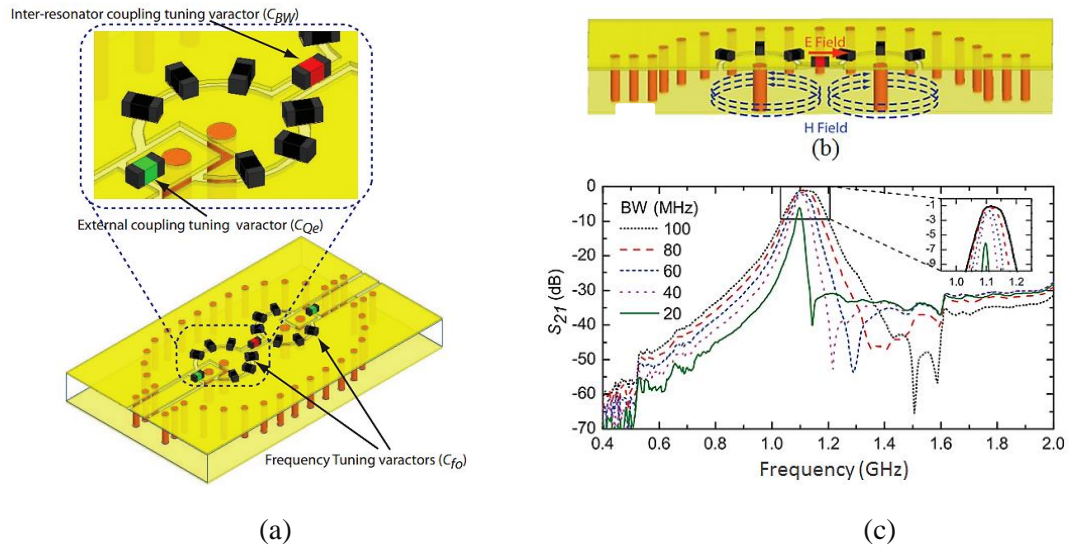 Inter-resonator coupling tuning varactor (CBW)
External coupling tuning varactor (CQe)
Frequency Tuning varactors (Cfo)
(a)
E Field
H Field
(b)
S21 (dB)
0
-10
-20
-30
-40
-50
-60
-70
BW (MHz)
100
80
60
40
20
-1
-3
-5
-7
-9
1.0 1.1 1.2
0.4 0.6 0.8 1.0 1.2 1.4 1.6 1.8 2.0
Frequency (GHz)
(c)